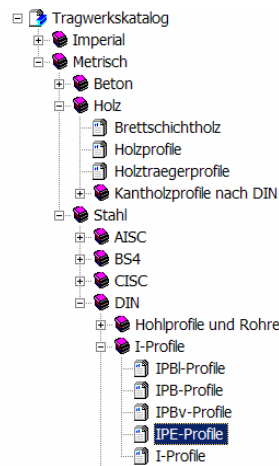 Tragwerkskatalog
Imperial
Metrisch
Beton
Holz
Brettschichtholz
Holzprofile
Holztraegerprofile
Kantholzprofile nach DIN
Stahl
AISC
BS4
CISC
DIN
Hohlprofile und Rohre
I-Profile
IPBl-Profile
IPB-Profile
IPBv-Profile
IPE-Profile
I-Profile